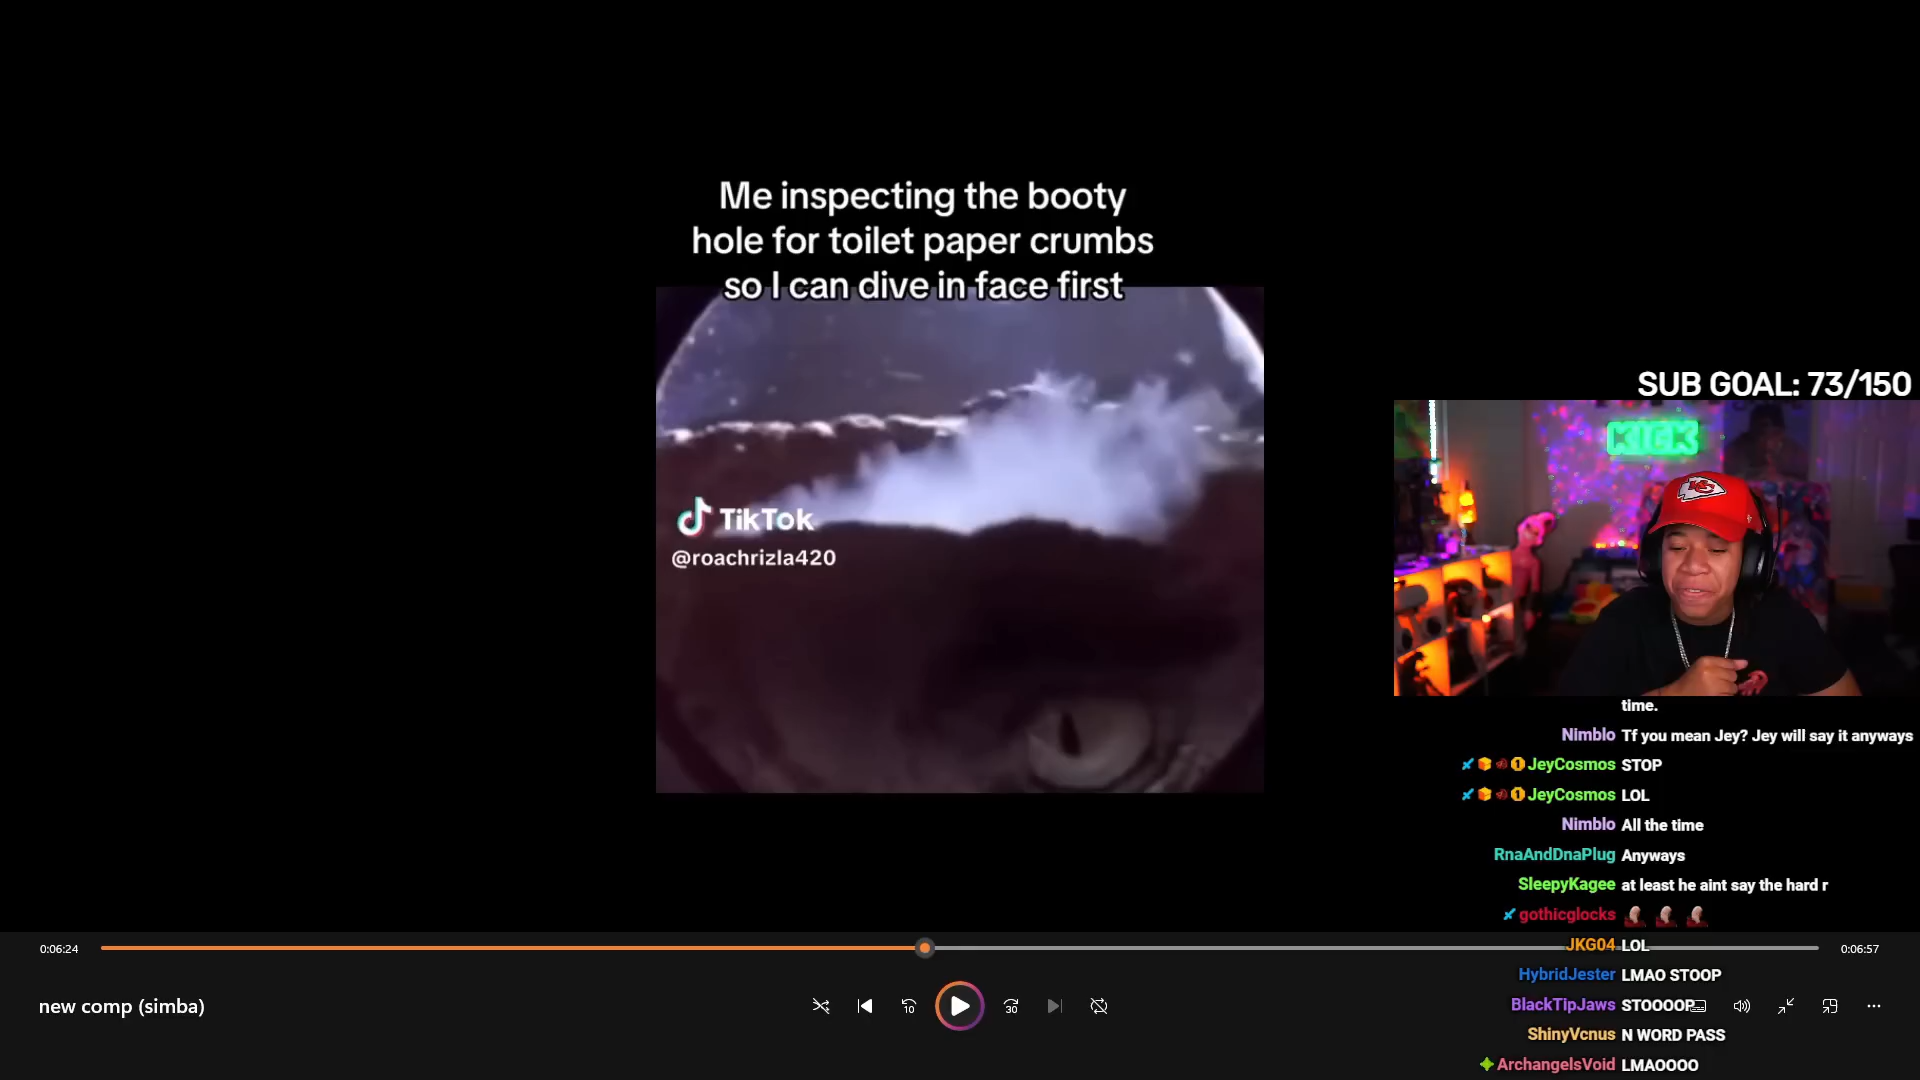 Me inspecting the booty
hole for toilet paper crumbs
so I can dive in face first
TikTok
@roachrizla420
SUB GOAL: 73/150
KICK
time.
Nimblo Tf you mean Jey? Jey will say it anyways
JeyCosmos STOP
JeyCosmos LOL
Nimblo All the time
RnaAndDnaPlug Anyways
SleepyKagee at least he aint say the hard r
gothicglocks
JKG04 LOL
HybridJester LMAO STOOP
BlackTipJaws STOOOOP
ShinyVcnus N WORD PASS
ArchangelsVoid LMAOOOO
0:06:24
0:06:57
new comp (simba)
10
30